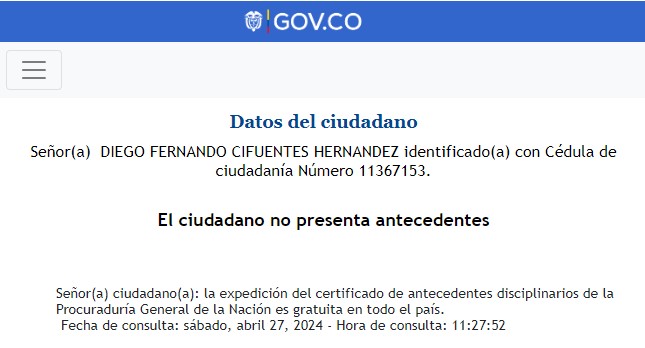 GOV.CO
Datos del ciudadano
Señor(a)  DIEGO FERNANDO CIFUENTES HERNANDEZ identificado(a) con Cédula de
ciudadanía Número 11367153.
El ciudadano no presenta antecedentes
Señor(a) ciudadano(a): la expedición del certificado de antecedentes disciplinarios de la
Procuraduría General de la Nación es gratuita en todo el país.
Fecha de consulta: sábado, abril 27, 2024 - Hora de consulta: 11:27:52